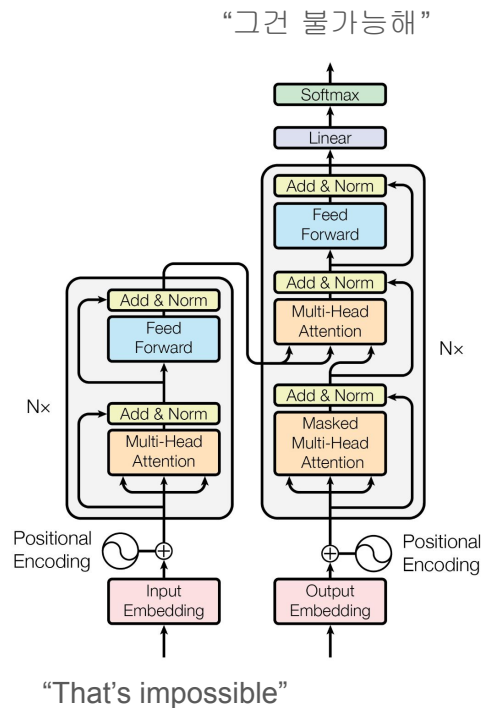 “그건 불가능해”
Softmax
Linear
Add & Norm
Feed
Forward
Add & Norm
Multi-Head
Attention
Add & Norm
Masked
Multi-Head
Attention
N×
Add & Norm
Feed
Forward
Add & Norm
Multi-Head
Attention
N×
Positional
Encoding
Positional
Encoding
Input
Embedding
Output
Embedding
“That’s impossible”